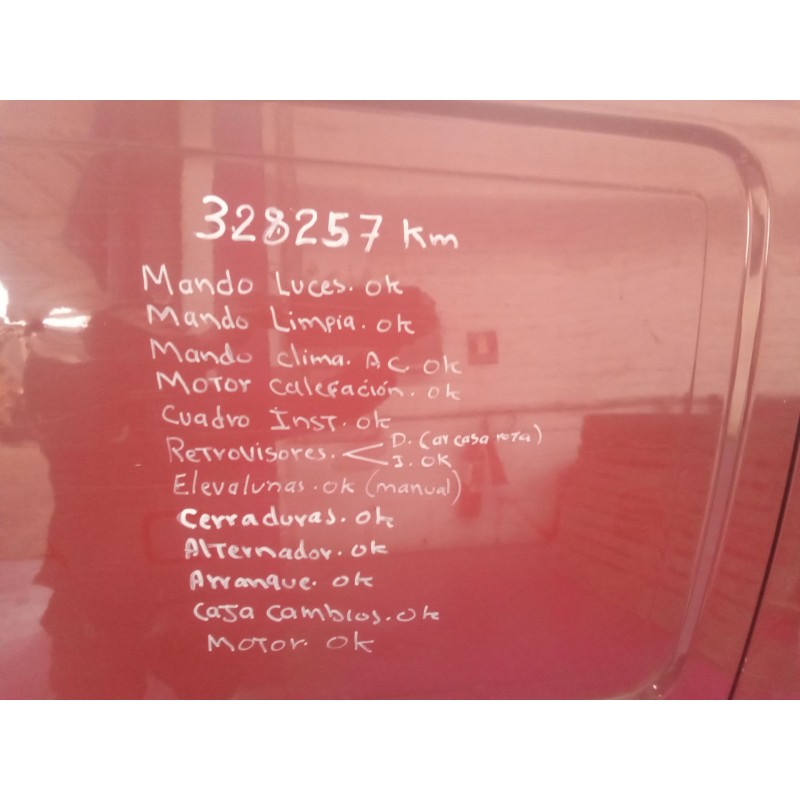 328257 km
Mando Luces. ok
Mando Limpia. ok
Mando clima. AC ok
Motor calefación. ok
Cuadro Inst. ok
Retrovisores. D. (carcasa rota)
I. OK
Elevalunas. ok (manual)
Cerraduras. ok
Alternador. ok
Arranque. ok
Caja cambios. ok
Motor. ok